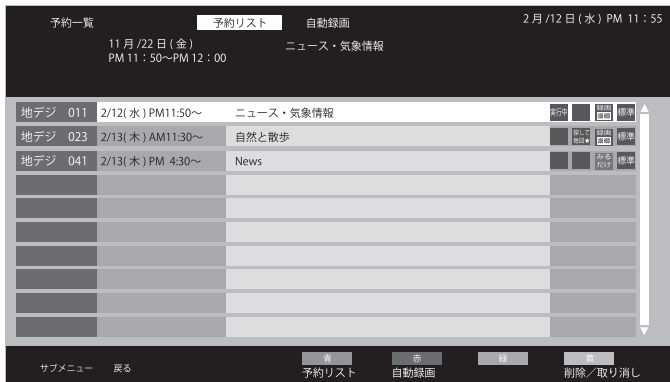 予約一覧 予約リスト 自動録画 2月/12日(水) PM 11：55
11月/22日(金) ニュース・気象情報
PM 11：50〜PM 12：00
地デジ 011 2/12(水) PM11:50〜 ニュース・気象情報 実行中 標準
地デジ 023 2/13(木) AM11:30〜 自然と散歩 探して毎回★ 標準
地デジ 041 2/13(木) PM 4:30〜 News みるだけ 標準
青 赤 緑 黄
サブメニュー 戻る 予約リスト 自動録画 削除／取り消し